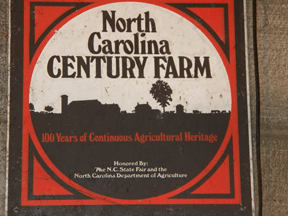 North
Carolina
CENTURY FARM
100 Years of Continuous Agricultural Heritage
Honored By:
The N.C. State Fair and the
North Carolina Department of Agriculture